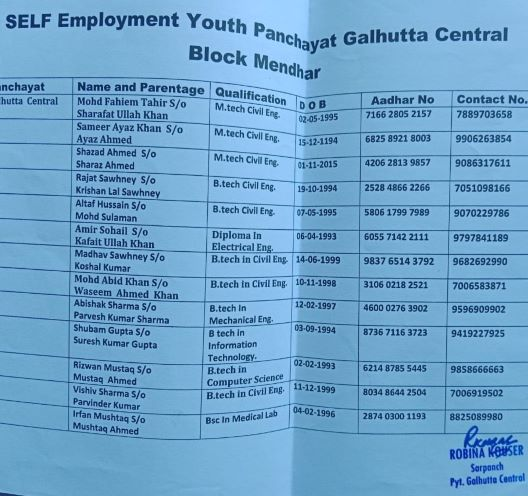 SELF Employment Youth Panchayat Galhutta Central
Block Mendhar
nchayat Name and Parentage Qualification D O B Aadhar No Contact No.
hutta Central Mohd Fahiem Tahir S/o M.tech Civil Eng. 02-05-1995 7166 2805 2157 7889703658
Sharafat Ullah Khan
Sameer Ayaz Khan S/o M.tech Civil Eng. 15-12-1194 6825 8921 8003 9906263854
Ayaz Ahmed
Shazad Ahmed S/o M.tech Civil Eng. 01-11-2015 4206 2813 9857 9086317611
Sharaz Ahmed
Rajat Sawhney S/o B.tech Civil Eng. 19-10-1994 2528 4866 2266 7051098166
Krishan Lal Sawhney
Altaf Hussain S/o B.tech Civil Eng. 07-05-1995 5806 1799 7989 9070229786
Mohd Sulaman
Amir Sohail S/o Diploma In 06-04-1993 6055 7142 2111 9797841189
Kafait Ullah Khan Electrical Eng.
Madhav Sawhney S/o B.tech in Civil Eng. 14-06-1999 9837 6514 3792 9682692990
Koshal Kumar
Mohd Abid Khan S/o B.tech in Civil Eng. 10-11-1998 3106 0218 2521 7006583871
Waseem Ahmed Khan
Abishak Sharma S/o B.tech In 12-02-1997 4600 0276 3902 9596909902
Parvesh Kumar Sharma Mechanical Eng.
Shubam Gupta S/o B tech in 03-09-1994 8736 7116 3723 9419227925
Suresh Kumar Gupta Information
Technology.
Rizwan Mustaq S/o B.tech in 02-02-1993 6214 8785 5445 9858666663
Mustaq Ahmed Computer Science
Vishiv Sharma S/o B.tech in Civil Eng. 11-12-1999 8034 8644 2504 7006919502
Parvinder Kumar
Irfan Mushtaq S/o Bsc In Medical Lab 04-02-1996 2874 0300 1193 8825089980
Mushtaq Ahmed
ROBINA KOUSER
Sarpanch
Pyt. Galhutta Central